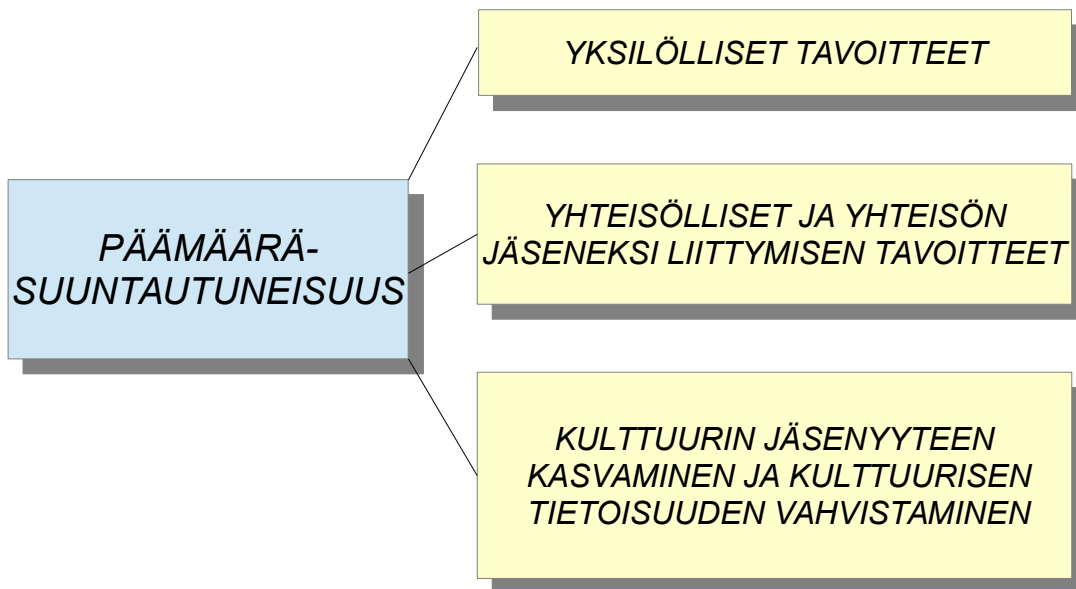 YKSILÖLLISET TAVOITTEET
PÄÄMÄÄRÄ-
SUUNTAUTUNEISUUS
YHTEISÖLLISET JA YHTEISÖN
JÄSENEKSI LIITTYMISEN TAVOITTEET
KULTTUURIN JÄSENYYTEEN
KASVAMINEN JA KULTTUURISEN
TIETOISUUDEN VAHVISTAMINEN